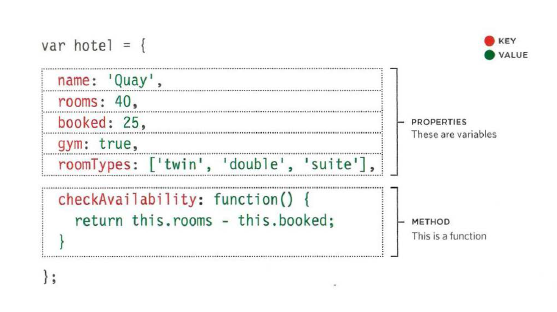 var hotel = {
KEY
VALUE
name: 'Quay',
rooms: 40,
booked: 25,
gym: true,
roomTypes: ['twin', 'double', 'suite'],
PROPERTIES
These are variables
checkAvailability: function() {
return this.rooms - this.booked;
}
METHOD
This is a function
};